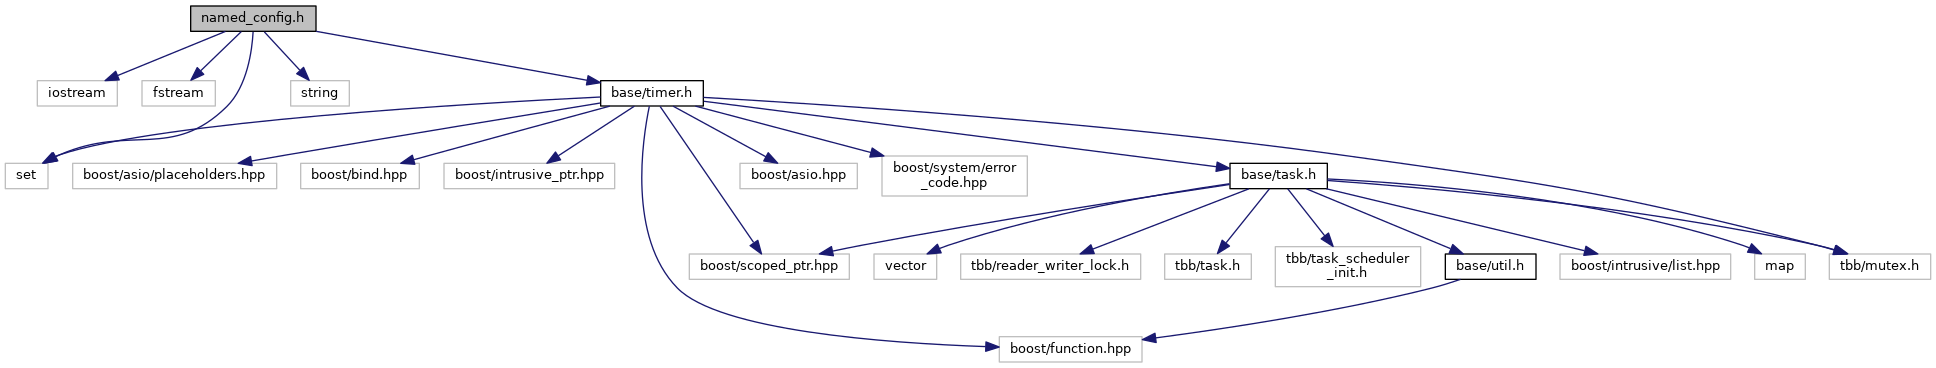 named_config.h
iostream
fstream
string
base/timer.h
set
boost/asio/placeholders.hpp
boost/bind.hpp
boost/intrusive_ptr.hpp
boost/asio.hpp
boost/system/error
_code.hpp
base/task.h
boost/scoped_ptr.hpp
vector
tbb/reader_writer_lock.h
tbb/task.h
tbb/task_scheduler
_init.h
base/util.h
boost/intrusive/list.hpp
map
tbb/mutex.h
boost/function.hpp